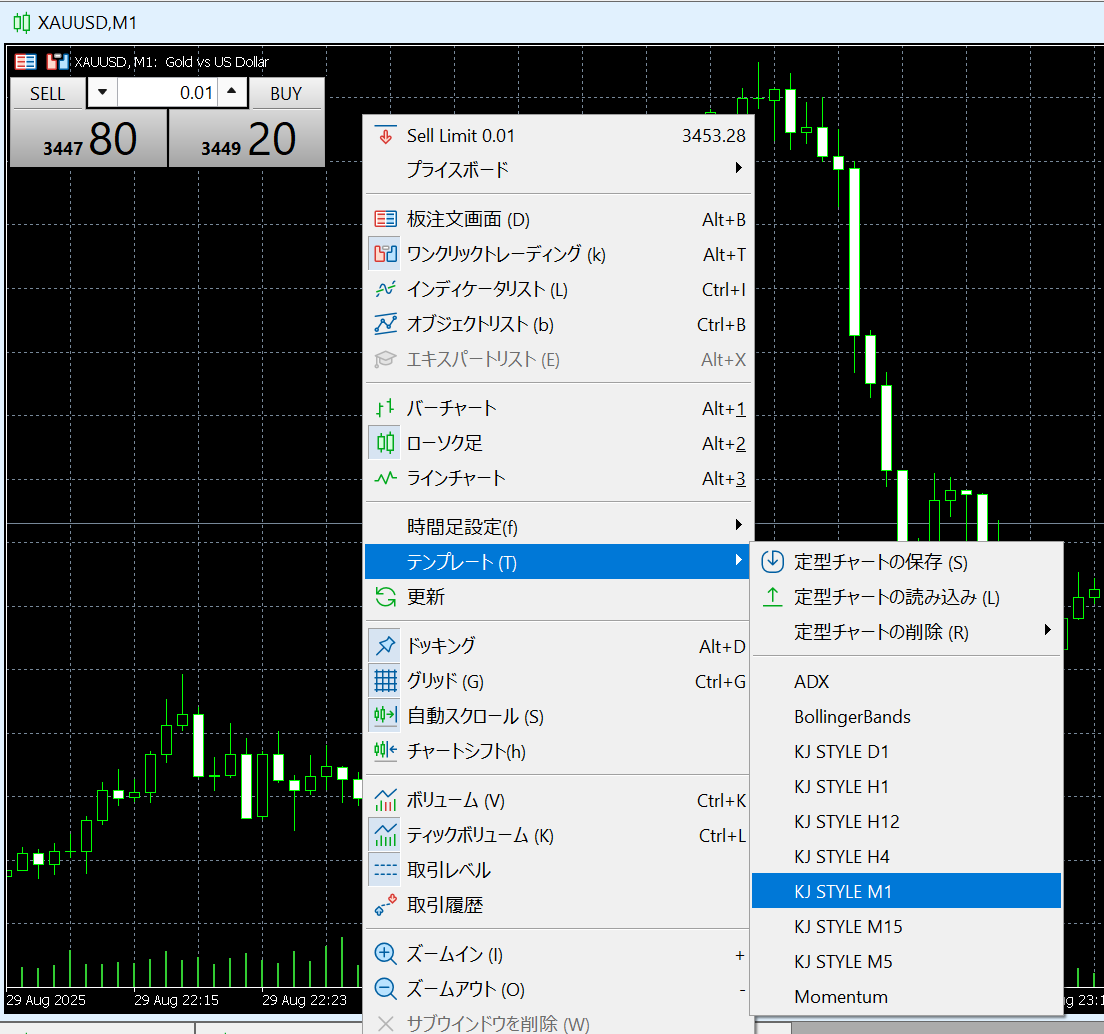 XAUUSD,M1
XAUUSD, M1: Gold vs US Dollar
SELL 0.01 BUY
3447 80 3449 20
Sell Limit 0.01 3453.28
プライスボード
板注文画面 (D) Alt+B
ワンクリックトレーディング (k) Alt+T
インディケータリスト (L) Ctrl+I
オブジェクトリスト (b) Ctrl+B
エキスパートリスト (E) Alt+X
バーチャート Alt+1
ローソク足 Alt+2
ラインチャート Alt+3
時間足設定(f)
テンプレート (T)
更新
ドッキング Alt+D
グリッド (G) Ctrl+G
自動スクロール (S)
チャートシフト(h)
ボリューム (V) Ctrl+K
ティックボリューム (K) Ctrl+L
取引レベル
取引履歴
ズームイン (I) +
ズームアウト (O) -
サブウインドウを削除 (W)
定型チャートの保存 (S)
定型チャートの読み込み (L)
定型チャートの削除 (R)
ADX
BollingerBands
KJ STYLE D1
KJ STYLE H1
KJ STYLE H12
KJ STYLE H4
KJ STYLE M1
KJ STYLE M15
KJ STYLE M5
Momentum
29 Aug 2025 29 Aug 22:15 29 Aug 22:23